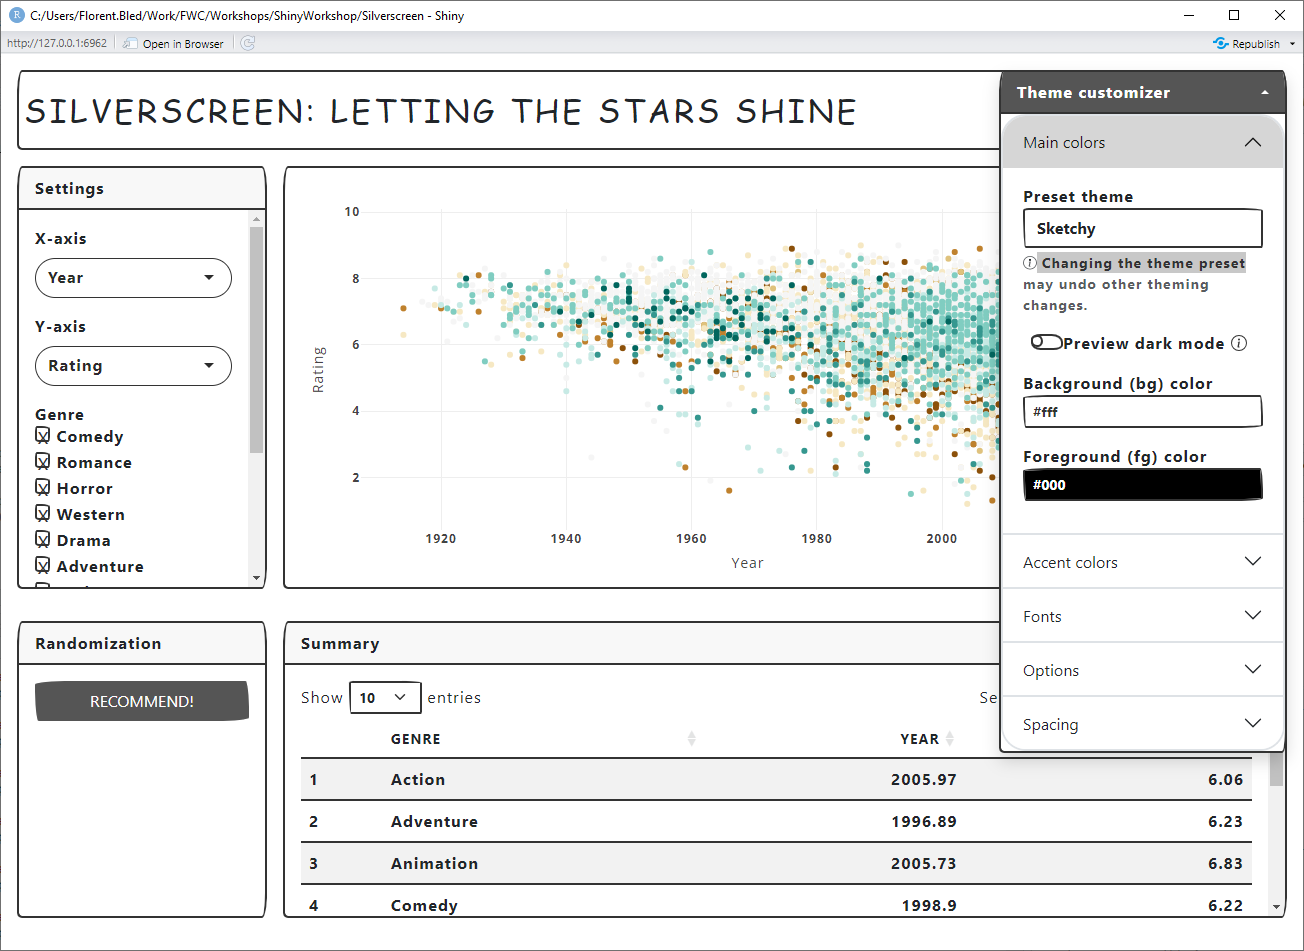 C:/Users/Florent.Bled/Work/FWC/Workshops/ShinyWorkshop/Silverscreen - Shiny
http://127.0.0.1:6962
Open in Browser
Republish
SILVERSCREEN: LETTING THE STARS SHINE
Theme customizer
Main colors
Preset theme
Sketchy
Changing the theme preset
may undo other theming
changes.
Preview dark mode
Background (bg) color
#fff
Foreground (fg) color
#000
Accent colors
Fonts
Options
Spacing
Settings
X-axis
Year
Y-axis
Rating
Genre
Comedy
Romance
Horror
Western
Drama
Adventure
10
8
6
4
2
Rating
1920 1940 1960 1980 2000
Year
Randomization
RECOMMEND!
Summary
Show 10 entries
GENRE YEAR
1 Action 2005.97 6.06
2 Adventure 1996.89 6.23
3 Animation 2005.73 6.83
4 Comedy 1998.9 6.22